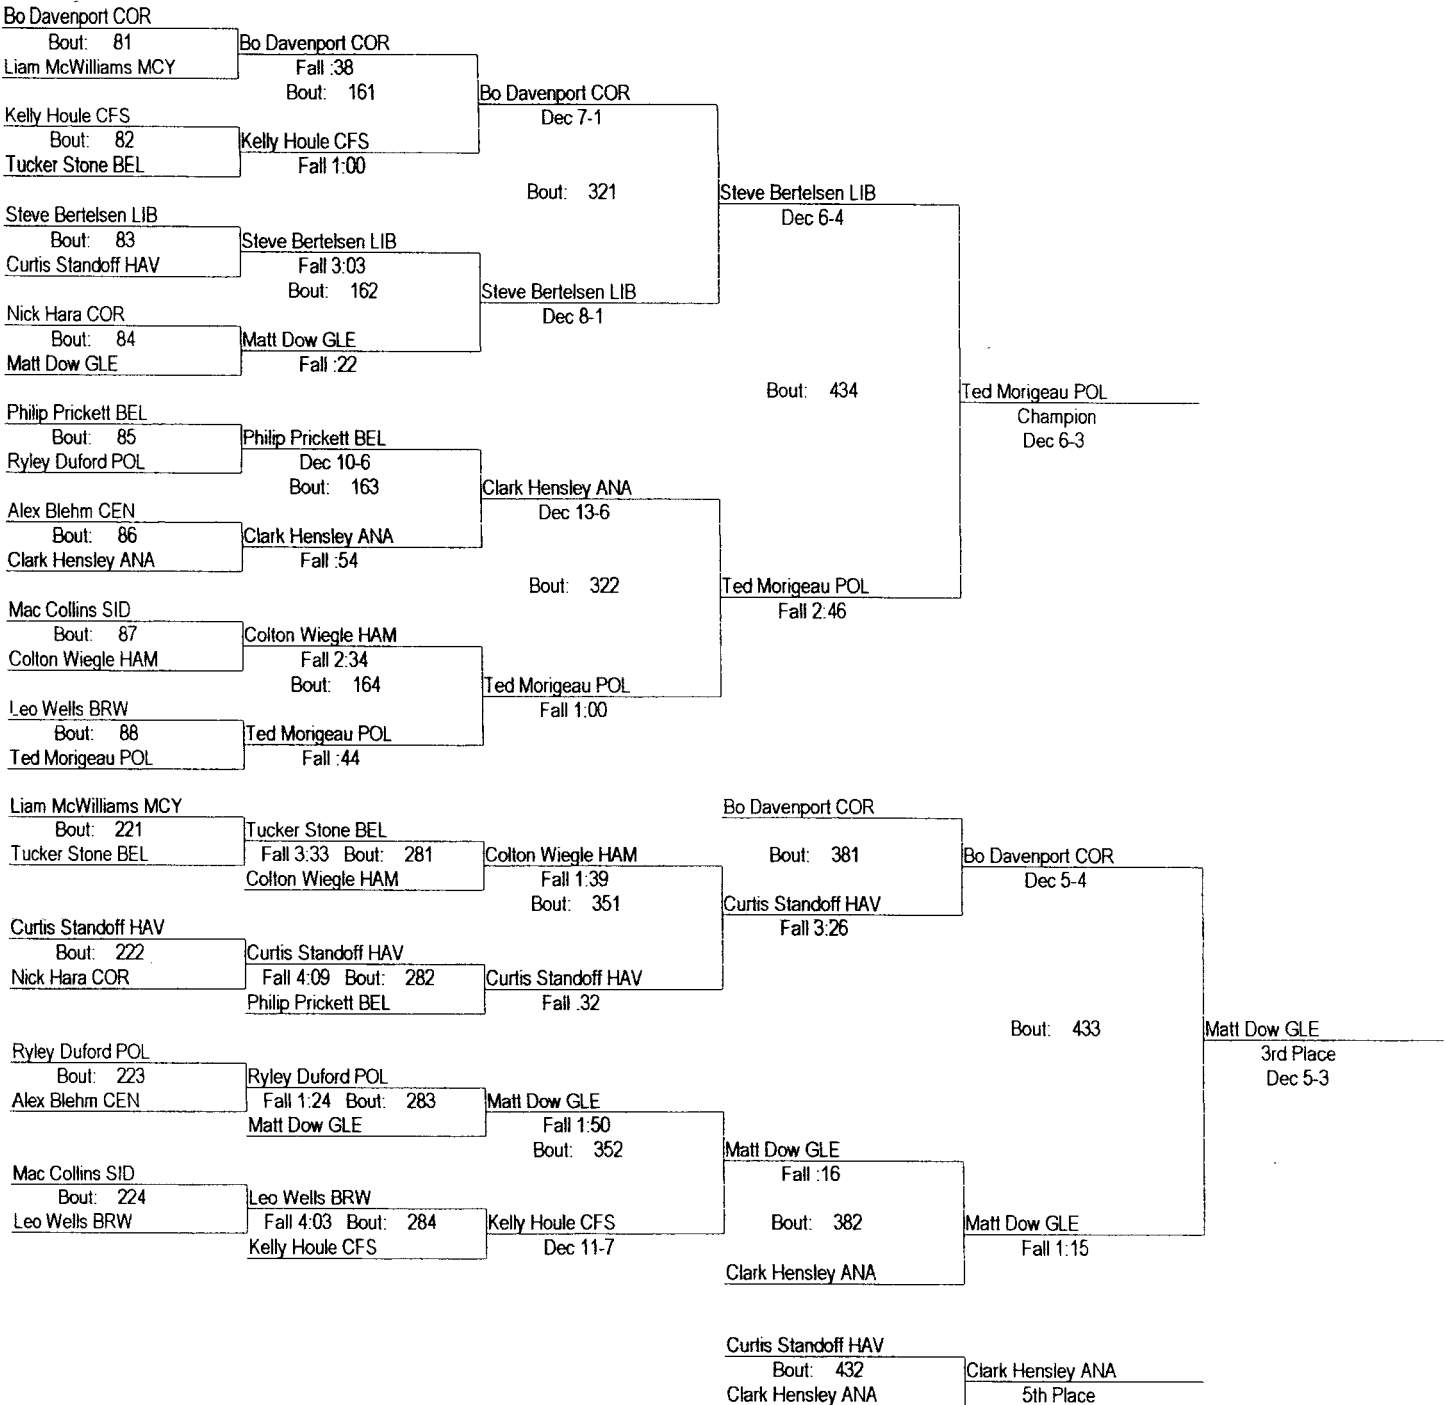 Bo Davenport COR
Bout: 81
Liam McWilliams MCY
Bo Davenport COR
Fall :38
Bout: 161
Kelly Houle CFS
Bout: 82
Tucker Stone BEL
Kelly Houle CFS
Fall 1:00
Bo Davenport COR
Dec 7-1
Bout: 321
Steve Bertelsen LIB
Bout: 83
Curtis Standoff HAV
Steve Bertelsen LIB
Fall 3:03
Bout: 162
Nick Hara COR
Bout: 84
Matt Dow GLE
Matt Dow GLE
Fall :22
Steve Bertelsen LIB
Dec 8-1
Steve Bertelsen LIB
Dec 6-4
Bout: 434
Ted Morigeau POL
Champion
Dec 6-3
Philip Prickett BEL
Bout: 85
Ryley Duford POL
Philip Prickett BEL
Dec 10-6
Bout: 163
Alex Blehm CEN
Bout: 86
Clark Hensley ANA
Clark Hensley ANA
Fall :54
Clark Hensley ANA
Dec 13-6
Bout: 322
Mac Collins SID
Bout: 87
Colton Wiegle HAM
Colton Wiegle HAM
Fall 2:34
Bout: 164
Leo Wells BRW
Bout: 88
Ted Morigeau POL
Ted Morigeau POL
Fall :44
Ted Morigeau POL
Fall 1:00
Ted Morigeau POL
Fall 2:46
Liam McWilliams MCY
Bout: 221
Tucker Stone BEL
Tucker Stone BEL
Fall 3:33 Bout: 281
Colton Wiegle HAM
Colton Wiegle HAM
Fall 1:39
Bout: 351
Curtis Standoff HAV
Bout: 222
Nick Hara COR
Curtis Standoff HAV
Fall 4:09 Bout: 282
Philip Prickett BEL
Curtis Standoff HAV
Fall :32
Bo Davenport COR
Bout: 381
Curtis Standoff HAV
Fall 3:26
Bo Davenport COR
Dec 5-4
Bout: 433
Matt Dow GLE
3rd Place
Dec 5-3
Ryley Duford POL
Bout: 223
Alex Blehm CEN
Ryley Duford POL
Fall 1:24 Bout: 283
Matt Dow GLE
Matt Dow GLE
Fall 1:50
Bout: 352
Mac Collins SID
Bout: 224
Leo Wells BRW
Leo Wells BRW
Fall 4:03 Bout: 284
Kelly Houle CFS
Kelly Houle CFS
Dec 11-7
Matt Dow GLE
Fall :16
Bout: 382
Clark Hensley ANA
Matt Dow GLE
Fall 1:15
Curtis Standoff HAV
Bout: 432
Clark Hensley ANA
Clark Hensley ANA
5th Place